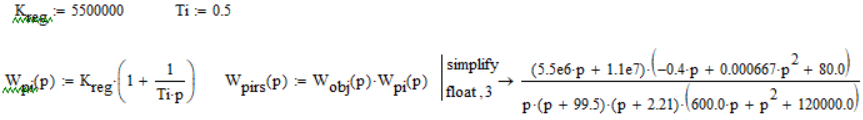 K_reg := 5500000 Ti := 0.5
W_pi(p) := K_reg·(1 + 1/(Ti·p)) W_pirs(p) := W_obj(p)·W_pi(p) | simplify float ,3 → ((5.5e6·p + 1.1e7)·(-0.4·p + 0.000667·p² + 80.0))/(p·(p + 99.5)·(p + 2.21)·(600.0·p + p² + 120000.0))